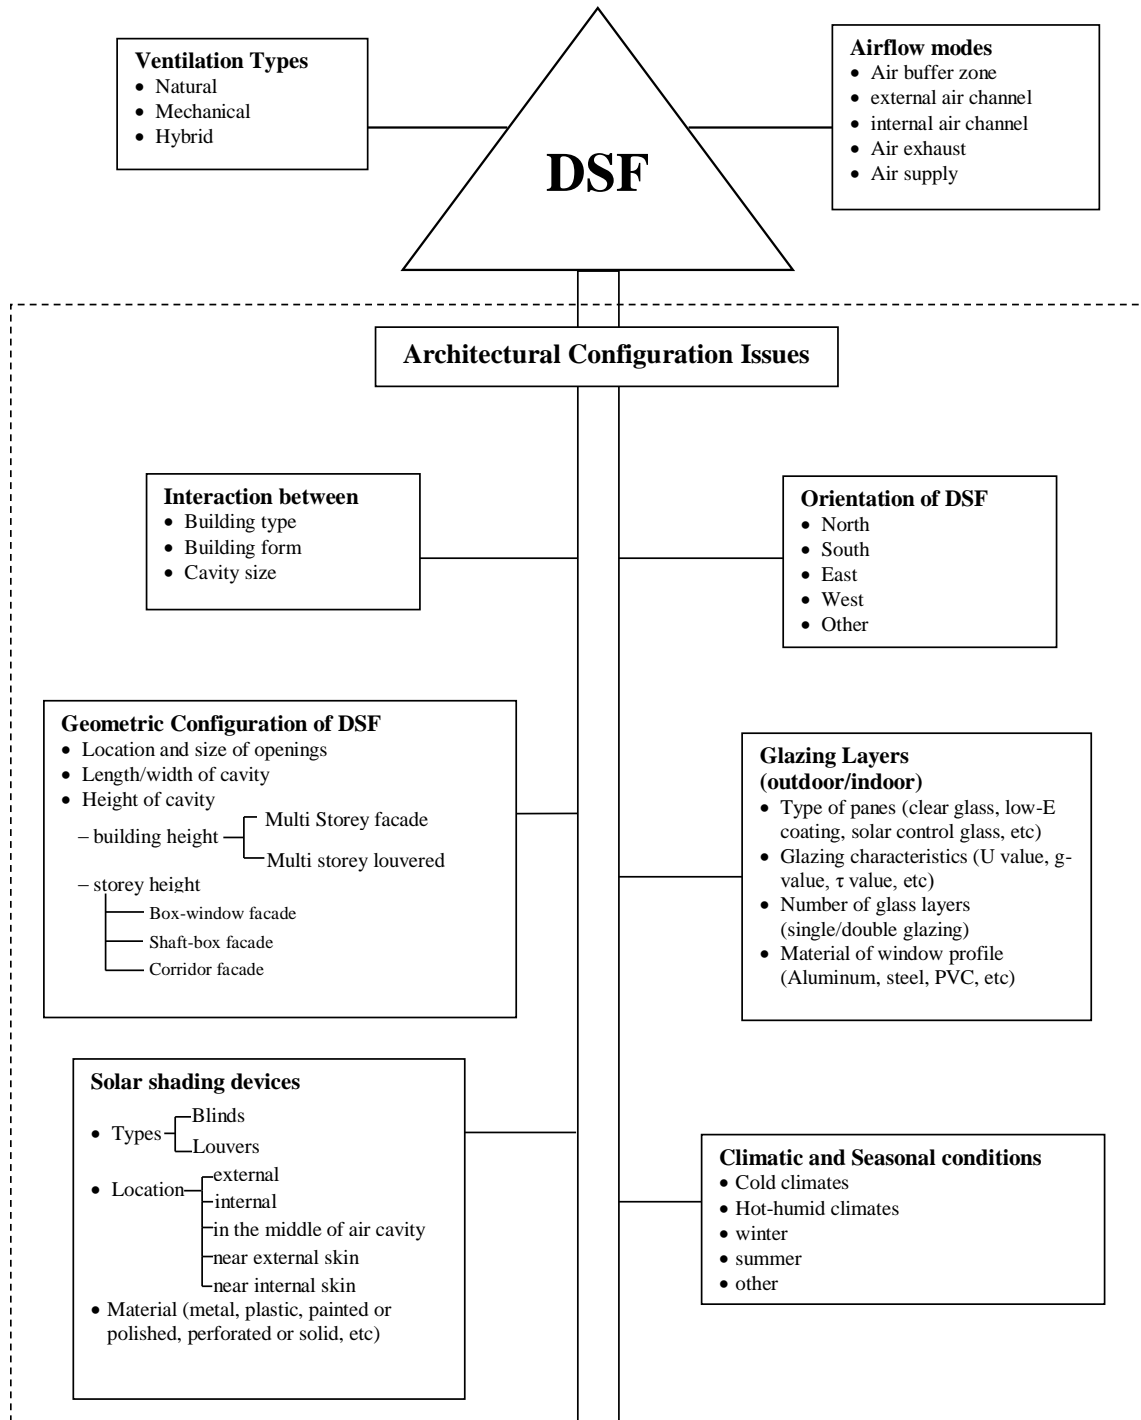 Ventilation Types
• Natural
• Mechanical
• Hybrid
DSF
Airflow modes
• Air buffer zone
• external air channel
• internal air channel
• Air exhaust
• Air supply
Architectural Configuration Issues
Interaction between
• Building type
• Building form
• Cavity size
Orientation of DSF
• North
• South
• East
• West
• Other
Geometric Configuration of DSF
• Location and size of openings
• Length/width of cavity
• Height of cavity
– building height
Multi Storey facade
Multi storey louvered
– storey height
Box-window facade
Shaft-box facade
Corridor facade
Glazing Layers
(outdoor/indoor)
• Type of panes (clear glass, low-E
coating, solar control glass, etc)
• Glazing characteristics (U value, g-
value, τ value, etc)
• Number of glass layers
(single/double glazing)
• Material of window profile
(Aluminum, steel, PVC, etc)
Solar shading devices
• Types
Blinds
Louvers
• Location
external
internal
in the middle of air cavity
near external skin
near internal skin
• Material (metal, plastic, painted or
polished, perforated or solid, etc)
Climatic and Seasonal conditions
• Cold climates
• Hot-humid climates
• winter
• summer
• other